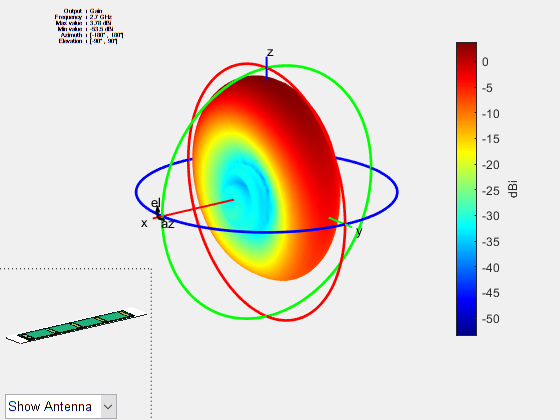 Output : Gain
Frequency : 2.7 GHz
Max value : 3.78 dBi
Min value : -53.5 dBi
Azimuth : [-180° , 180°]
Elevation : [-90° , 90°]
z
0
-5
-10
-15
-20
-25
-30
-35
-40
-45
-50
dBi
el
x
az
y
Show Antenna